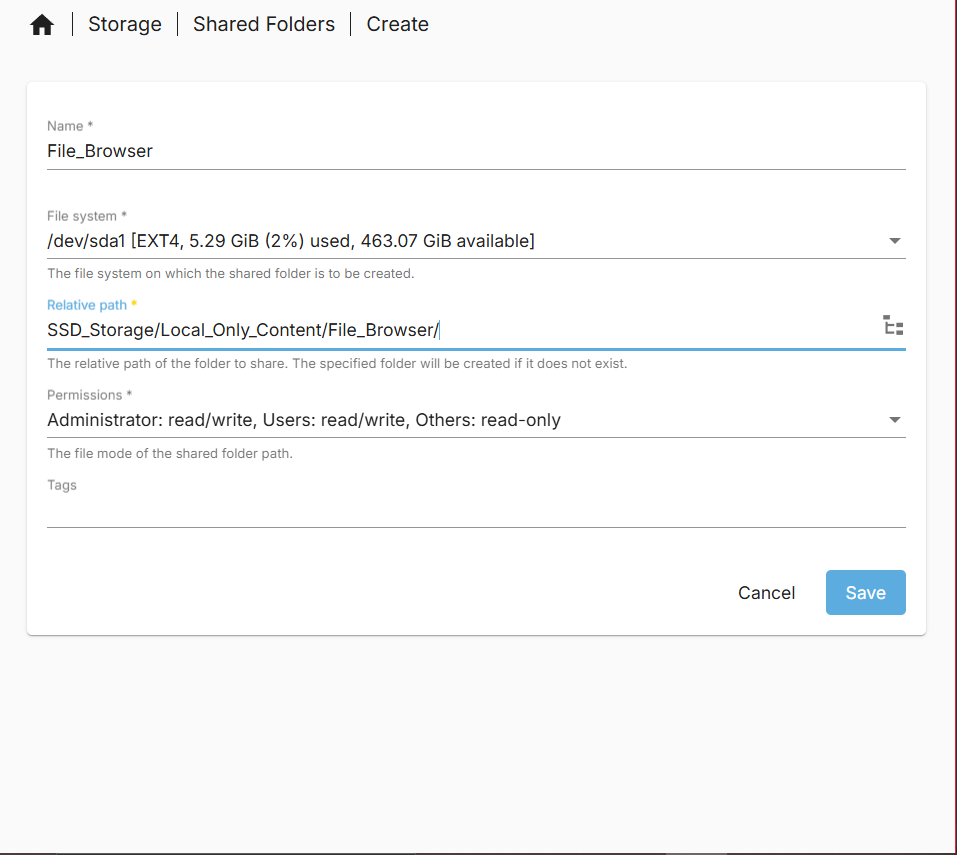 Storage | Shared Folders | Create
Name *
File_Browser
File system *
/dev/sda1 [EXT4, 5.29 GiB (2%) used, 463.07 GiB available]
The file system on which the shared folder is to be created.
Relative path *
SSD_Storage/Local_Only_Content/File_Browser/
The relative path of the folder to share. The specified folder will be created if it does not exist.
Permissions *
Administrator: read/write, Users: read/write, Others: read-only
The file mode of the shared folder path.
Tags
Cancel Save